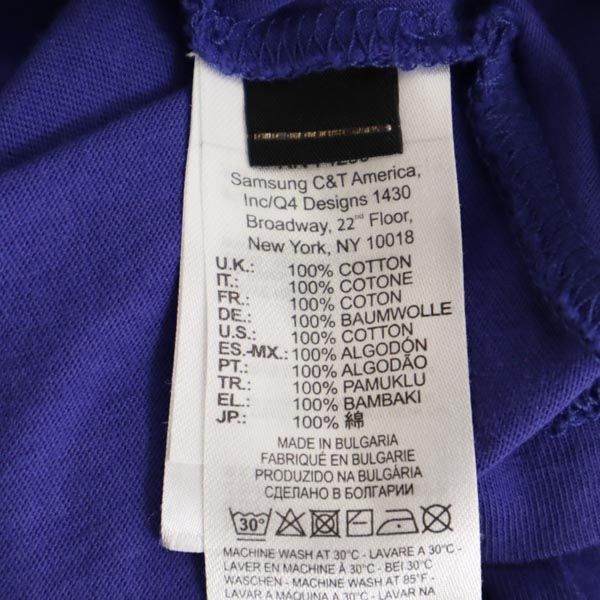 Samsung C&T America,
Inc/Q4 Designs 1430
Broadway, 22nd Floor,
New York, NY 10018
U.K.: 100% COTTON
IT.: 100% COTONE
FR.: 100% COTON
DE.: 100% BAUMWOLLE
U.S.: 100% COTTON
ES.-MX.: 100% ALGODÓN
PT.: 100% ALGODÃO
TR.: 100% PAMUKLU
EL.: 100% BAMBAKI
JP.: 100% 綿
MADE IN BULGARIA
FABRIQUÉ EN BULGARIE
PRODUZIDO NA BULGÁRIA
СДЕЛАНО В БОЛГАРИИ
30°
MACHINE WASH AT 30°C - LAVARE A 30°C -
LAVER EN MACHINE À 30°C - BEI 30°C
WASCHEN - MACHINE WASH AT 85°F -
LAVAR A MÁQUINA A 30°C -